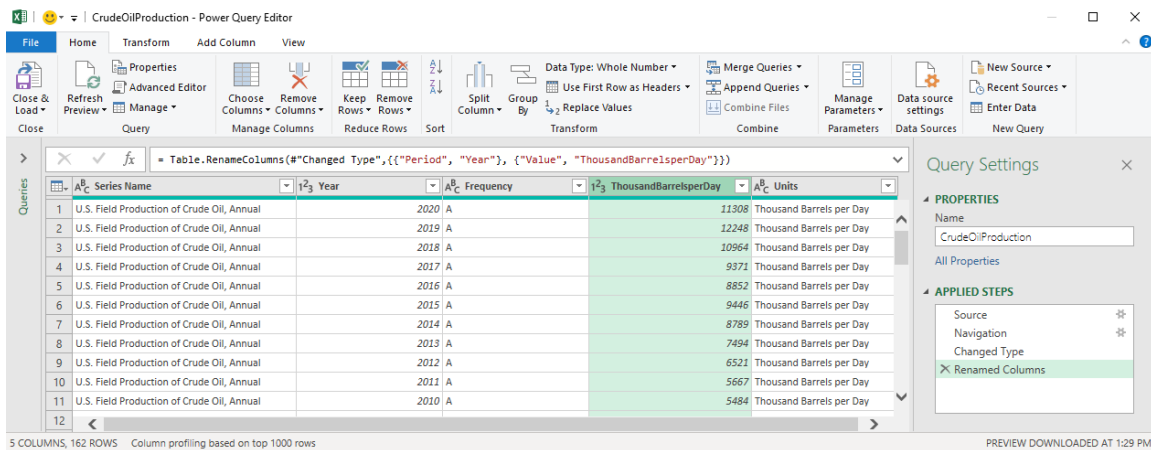 CrudeOilProduction - Power Query Editor
File Home Transform Add Column View
Close & Load
Close
Refresh Preview
Properties
Advanced Editor
Manage
Query
Choose Columns
Remove Columns
Manage Columns
Keep Rows
Remove Rows
Reduce Rows
Sort
Split Column
Group By
Data Type: Whole Number
Use First Row as Headers
Replace Values
Transform
Merge Queries
Append Queries
Combine Files
Combine
Manage Parameters
Parameters
Data source settings
Data Sources
New Source
Recent Sources
Enter Data
New Query
fx = Table.RenameColumns(#"Changed Type",{{"Period", "Year"}, {"Value", "ThousandBarrelsperDay"}})
Queries
Series Name Year Frequency ThousandBarrelsperDay Units
1 U.S. Field Production of Crude Oil, Annual 2020 A 11308 Thousand Barrels per Day
2 U.S. Field Production of Crude Oil, Annual 2019 A 12248 Thousand Barrels per Day
3 U.S. Field Production of Crude Oil, Annual 2018 A 10964 Thousand Barrels per Day
4 U.S. Field Production of Crude Oil, Annual 2017 A 9371 Thousand Barrels per Day
5 U.S. Field Production of Crude Oil, Annual 2016 A 8852 Thousand Barrels per Day
6 U.S. Field Production of Crude Oil, Annual 2015 A 9446 Thousand Barrels per Day
7 U.S. Field Production of Crude Oil, Annual 2014 A 8789 Thousand Barrels per Day
8 U.S. Field Production of Crude Oil, Annual 2013 A 7494 Thousand Barrels per Day
9 U.S. Field Production of Crude Oil, Annual 2012 A 6521 Thousand Barrels per Day
10 U.S. Field Production of Crude Oil, Annual 2011 A 5667 Thousand Barrels per Day
11 U.S. Field Production of Crude Oil, Annual 2010 A 5484 Thousand Barrels per Day
12
Query Settings
PROPERTIES
Name
CrudeOilProduction
All Properties
APPLIED STEPS
Source
Navigation
Changed Type
Renamed Columns
5 COLUMNS, 162 ROWS Column profiling based on top 1000 rows
PREVIEW DOWNLOADED AT 1:29 PM